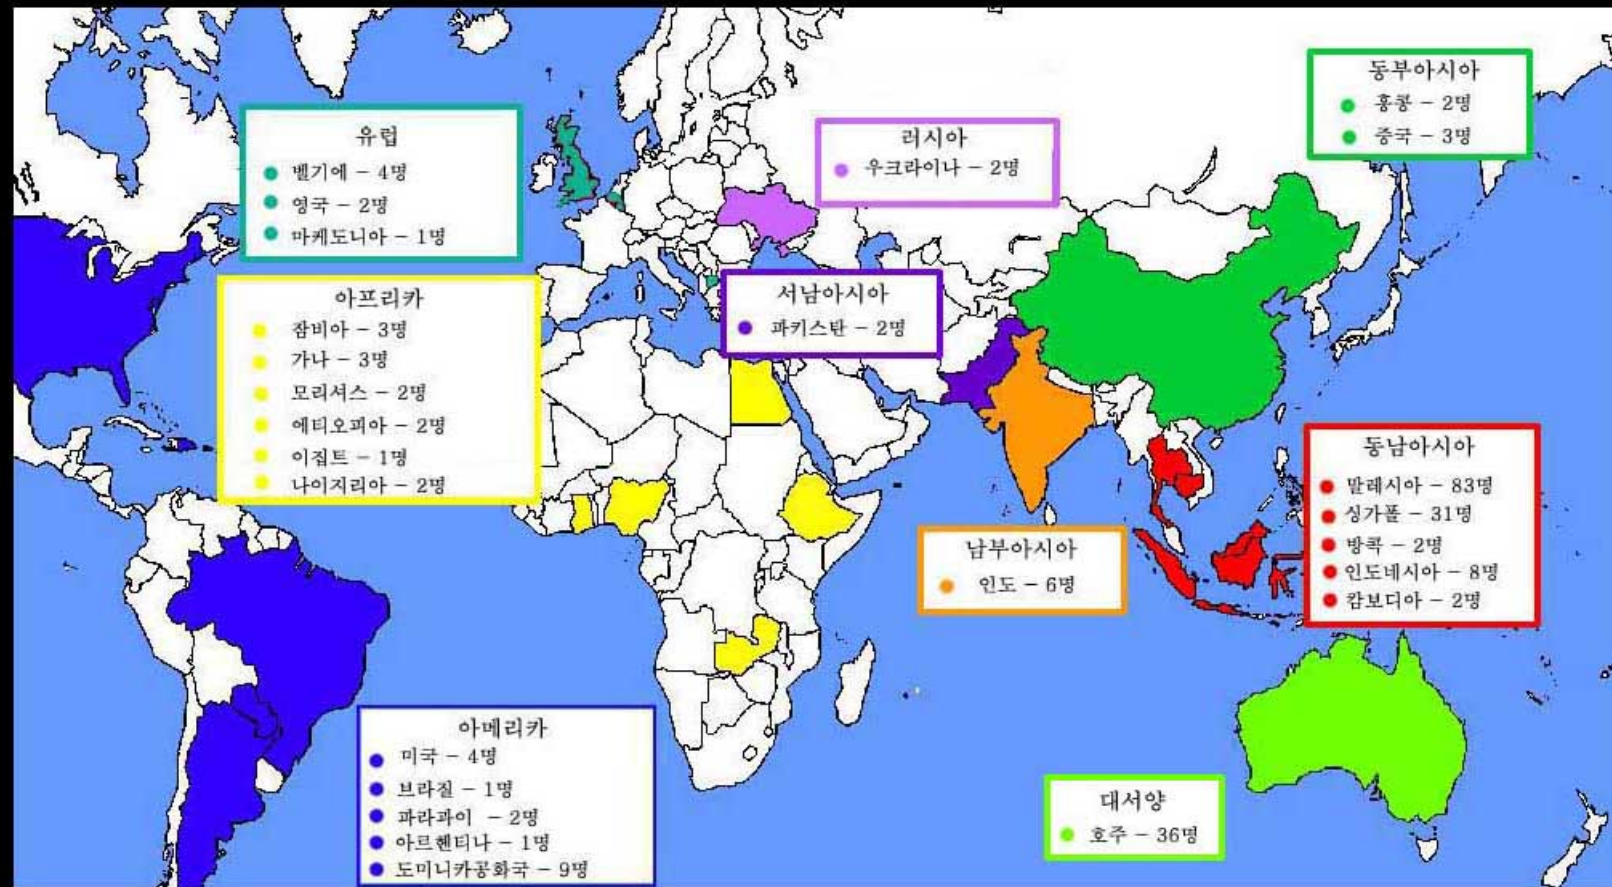 유럽
벨기에 - 4명
영국 - 2명
마케도니아 - 1명
러시아
우크라이나 - 2명
동부아시아
홍콩 - 2명
중국 - 3명
아프리카
잠비아 - 3명
가나 - 3명
모리셔스 - 2명
에티오피아 - 2명
이집트 - 1명
나이지리아 - 2명
서남아시아
파키스탄 - 2명
동남아시아
말레시아 - 83명
싱가폴 - 31명
방콕 - 2명
인도네시아 - 8명
캄보디아 - 2명
남부아시아
인도 - 6명
아메리카
미국 - 4명
브라질 - 1명
파라과이 - 2명
아르헨티나 - 1명
도미니카공화국 - 9명
대서양
호주 - 36명